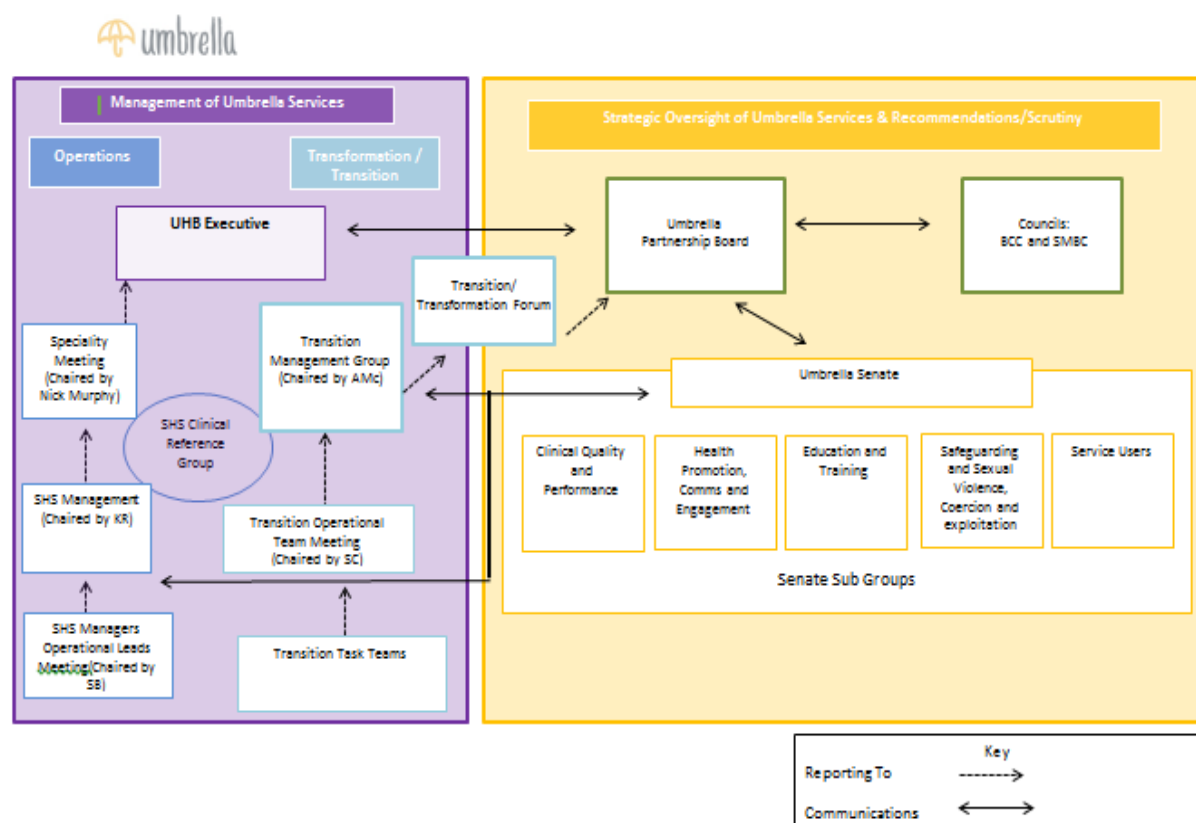 umbrella
Management of Umbrella Services
Strategic Oversight of Umbrella Services & Recommendations/Scrutiny
Operations
Transformation /
Transition
UHB Executive
Umbrella
Partnership Board
Councils:
BCC and SMBC
Transition/
Transformation Forum
Speciality
Meeting
(Chaired by
Nick Murphy)
Transition
Management Group
(Chaired by AMc)
SHS Clinical
Reference
Group
Umbrella Senate
Clinical Quality
and
Performance
Health
Promotion,
Comms and
Engagement
Education and
Training
Safeguarding
and Sexual
Violence,
Coercion and
exploitation
Service Users
SHS Management
(Chaired by KR)
Transition Operational
Team Meeting
(Chaired by SC)
Senate Sub Groups
SHS Managers
Operational Leads
Meeting(Chaired by
SB)
Transition Task Teams
Key
Reporting To
Communications